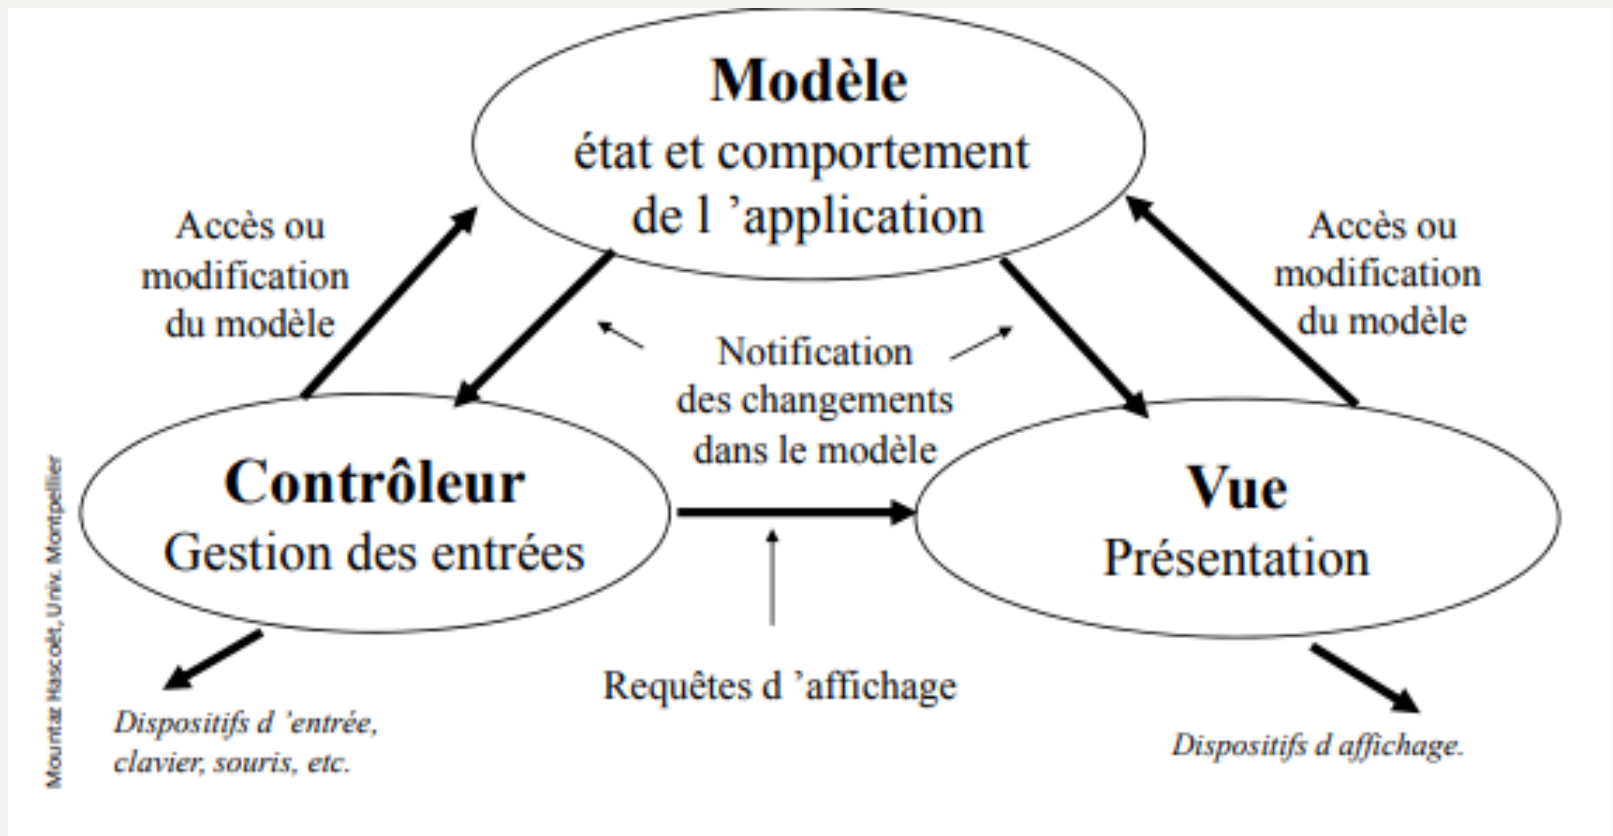 Modèle
état et comportement
de l ’application
Accès ou
modification
du modèle
Accès ou
modification
du modèle
Notification
des changements
dans le modèle
Contrôleur
Gestion des entrées
Vue
Présentation
Requêtes d ’affichage
Dispositifs d ’entrée,
clavier, souris, etc.
Dispositifs d affichage.
Mountaz Hascoët, Univ. Montpellier